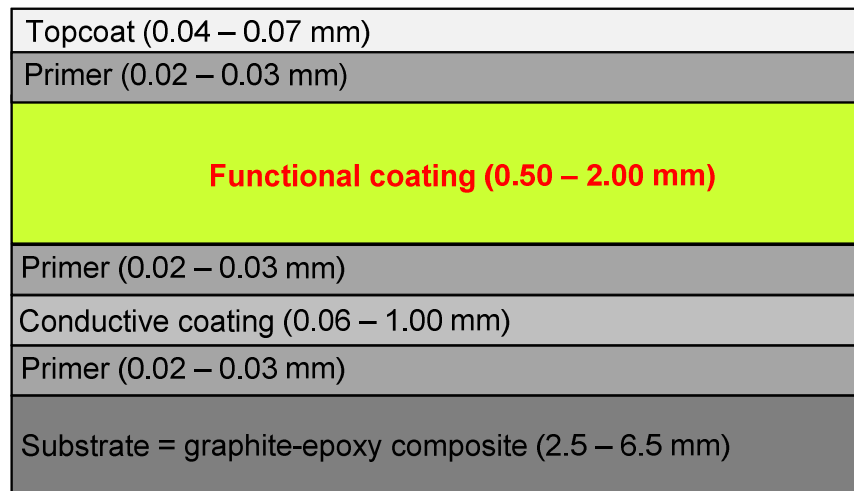 Topcoat (0.04 – 0.07 mm)
Primer (0.02 – 0.03 mm)
Functional coating (0.50 – 2.00 mm)
Primer (0.02 – 0.03 mm)
Conductive coating (0.06 – 1.00 mm)
Primer (0.02 – 0.03 mm)
Substrate = graphite-epoxy composite (2.5 – 6.5 mm)